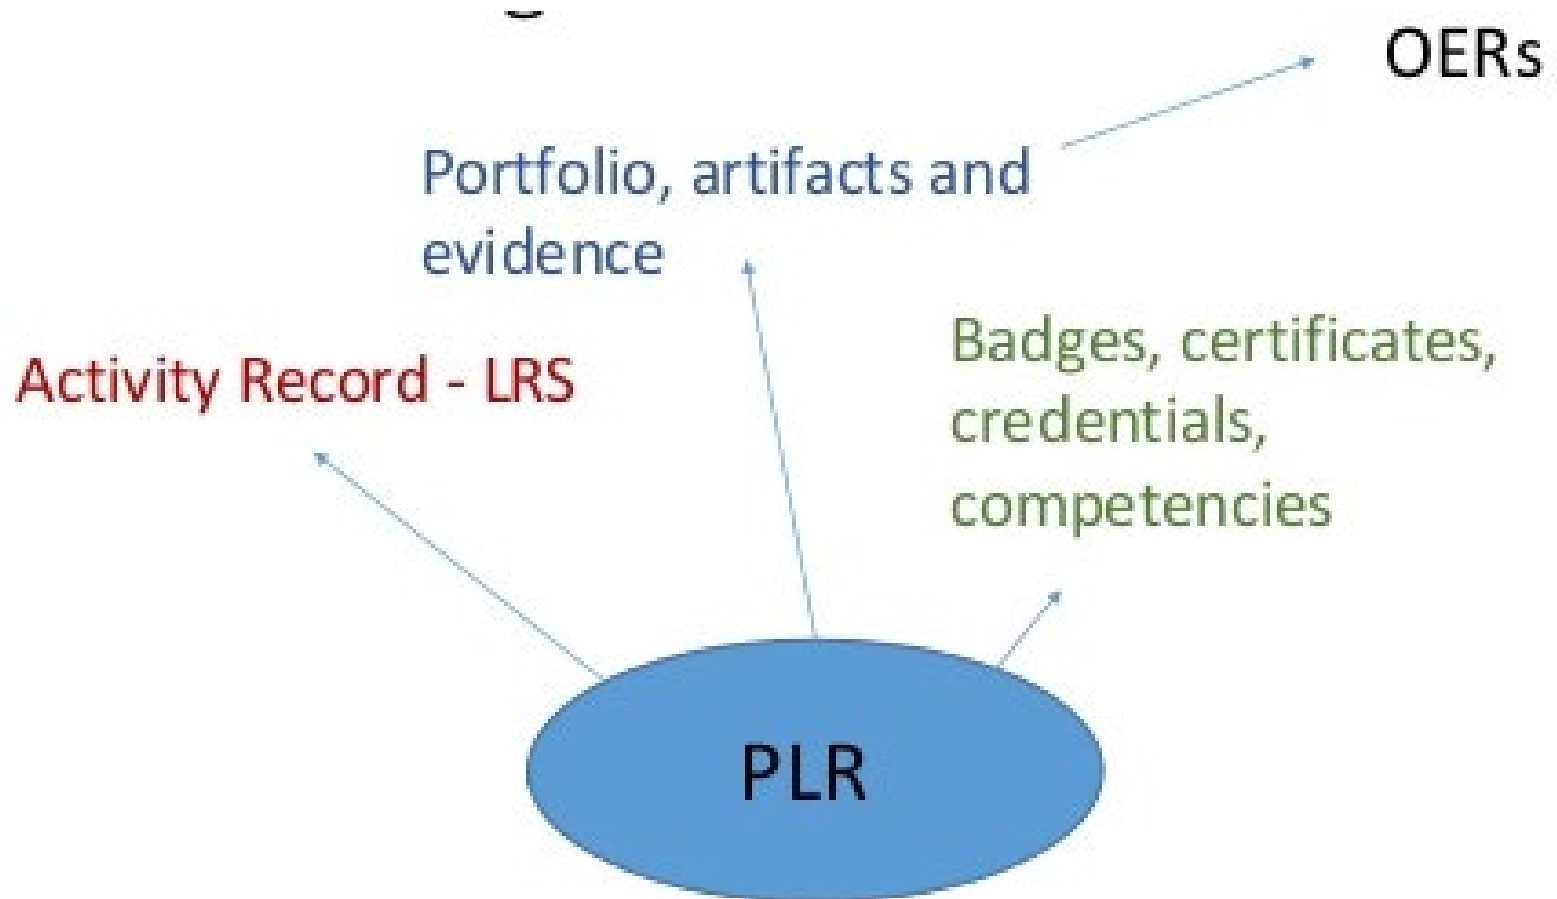 OERs
Portfolio, artifacts and
evidence
Activity Record - LRS
Badges, certificates,
credentials,
competencies
PLR